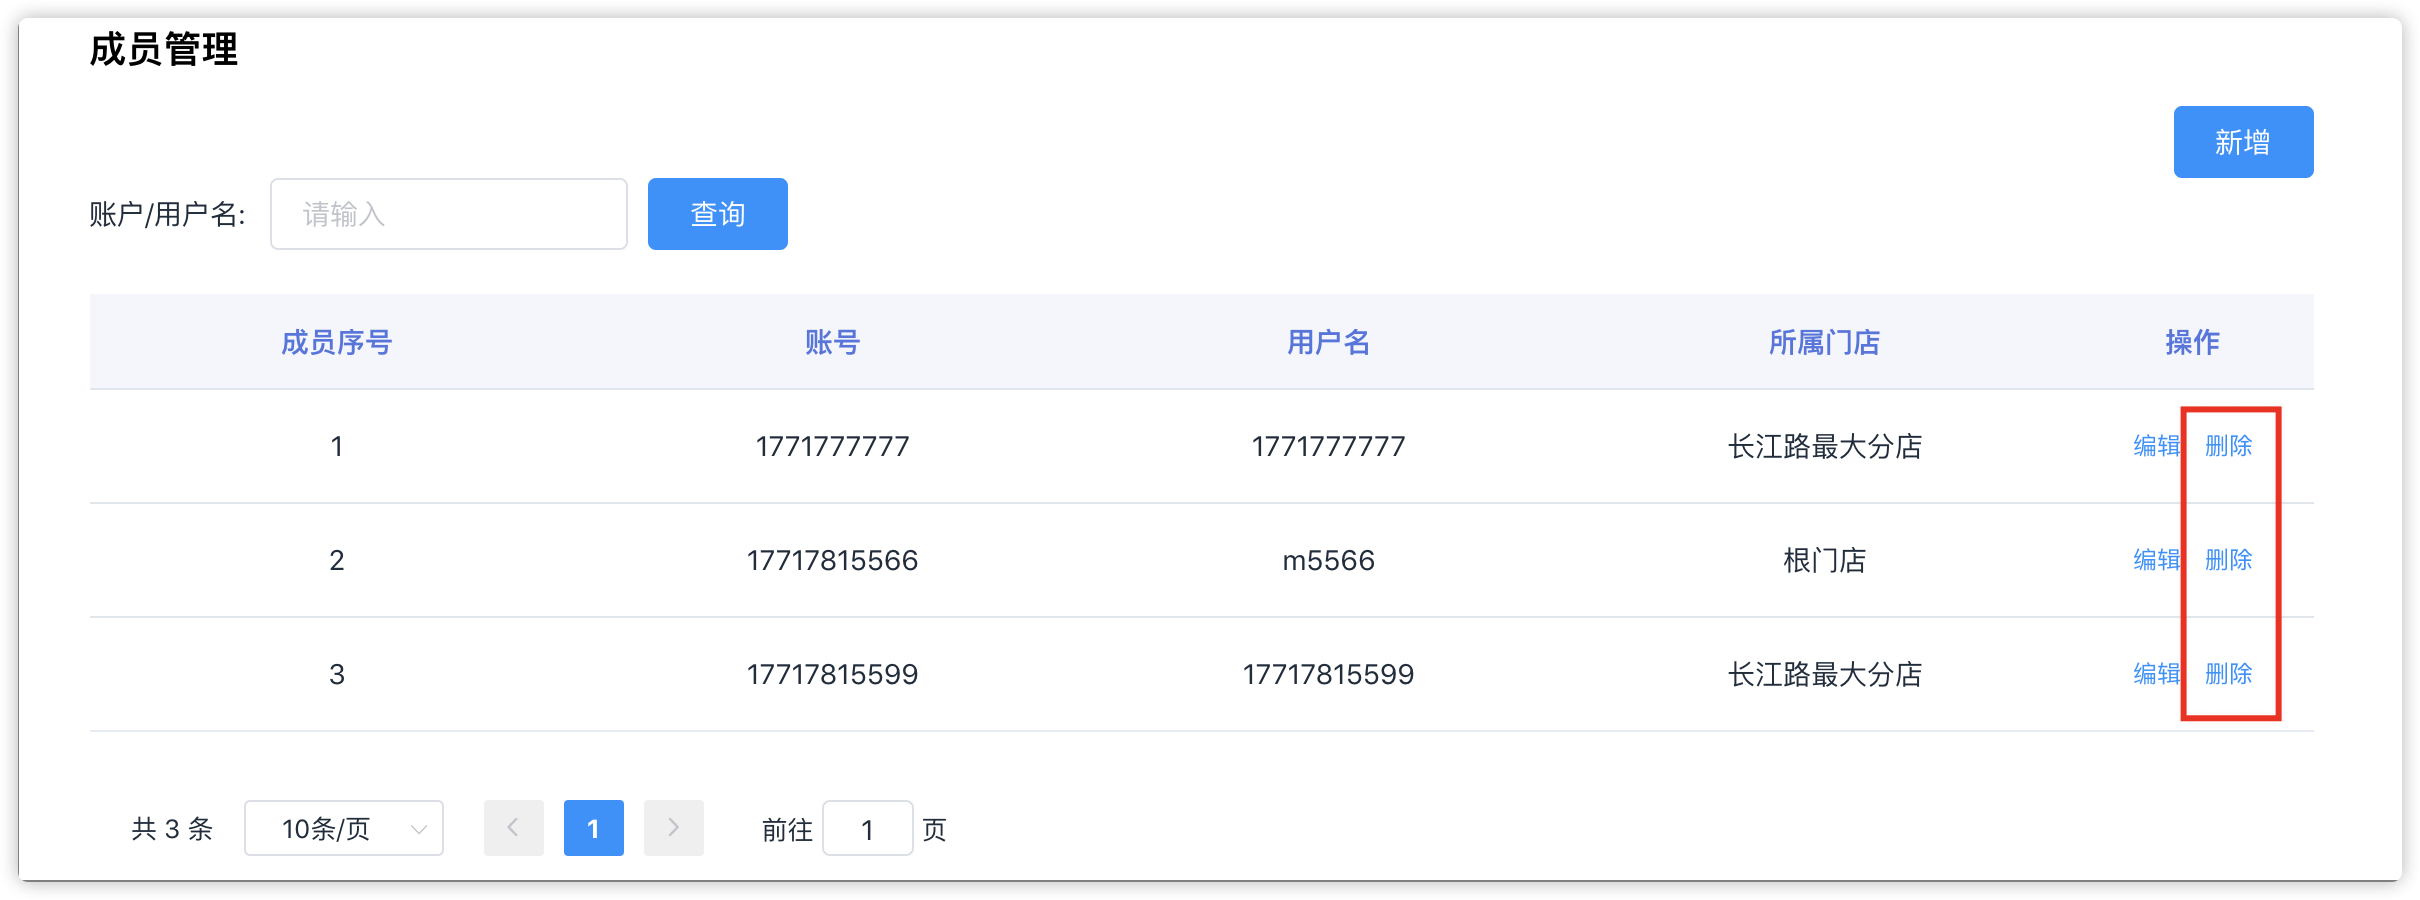 成员管理
新增
账户/用户名: 请输入 查询
成员序号 账号 用户名 所属门店 操作
1 1771777777 1771777777 长江路最大分店 编辑 删除
2 17717815566 m5566 根门店 编辑 删除
3 17717815599 17717815599 长江路最大分店 编辑 删除
共 3 条 10条/页 1 前往 1 页